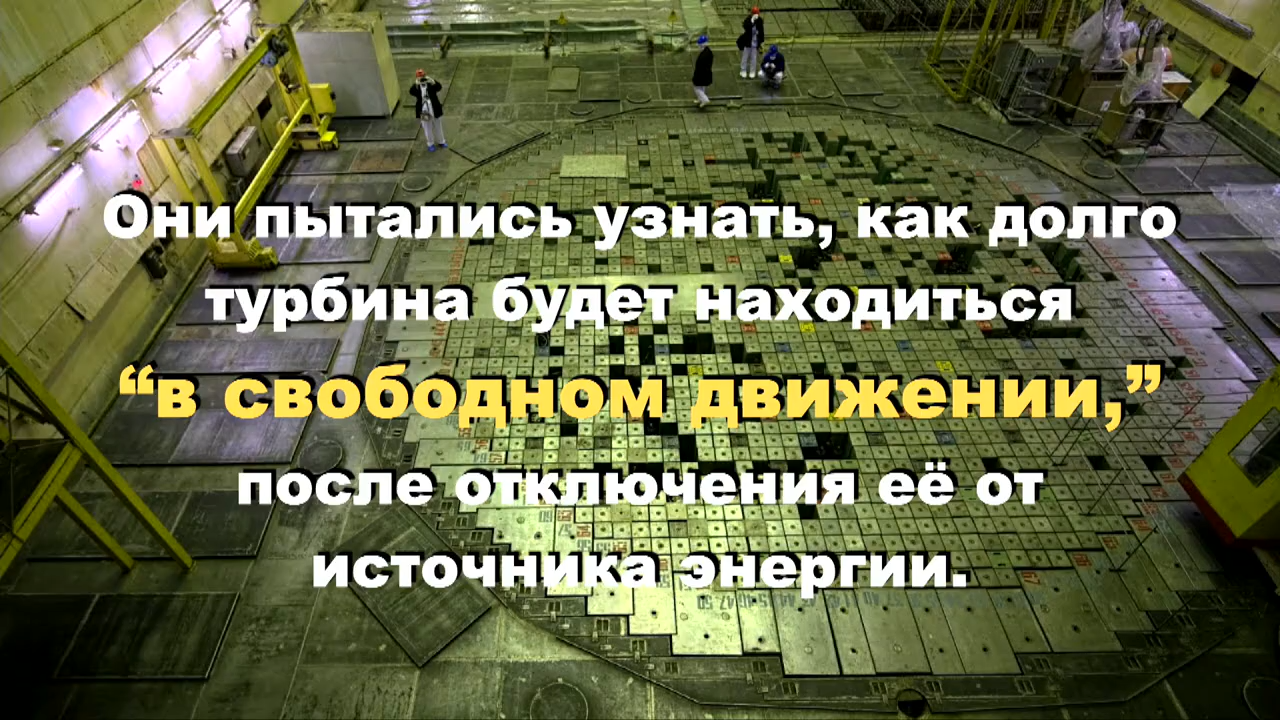 Они пытались узнать, как долго
турбина будет находиться
“в свободном движении,”
после отключения её от
источника энергии.